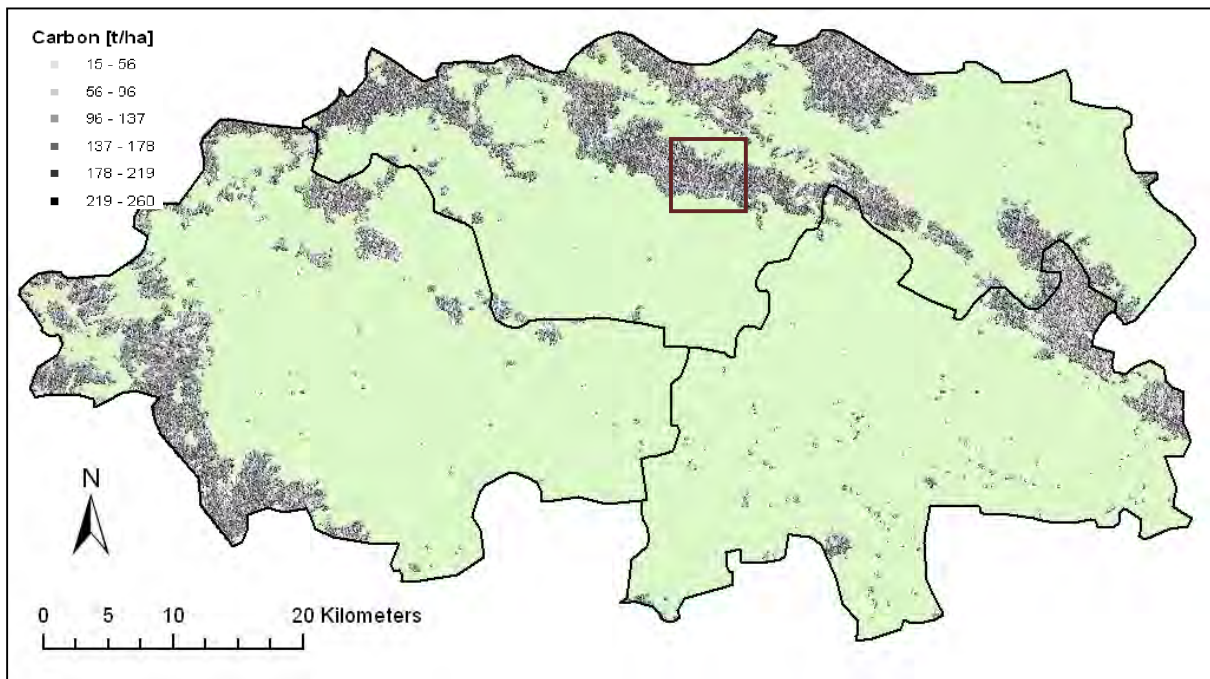 Carbon [t/ha]
15 - 56
56 - 96
96 - 137
137 - 178
178 - 219
219 - 260
N
0 5 10 20 Kilometers